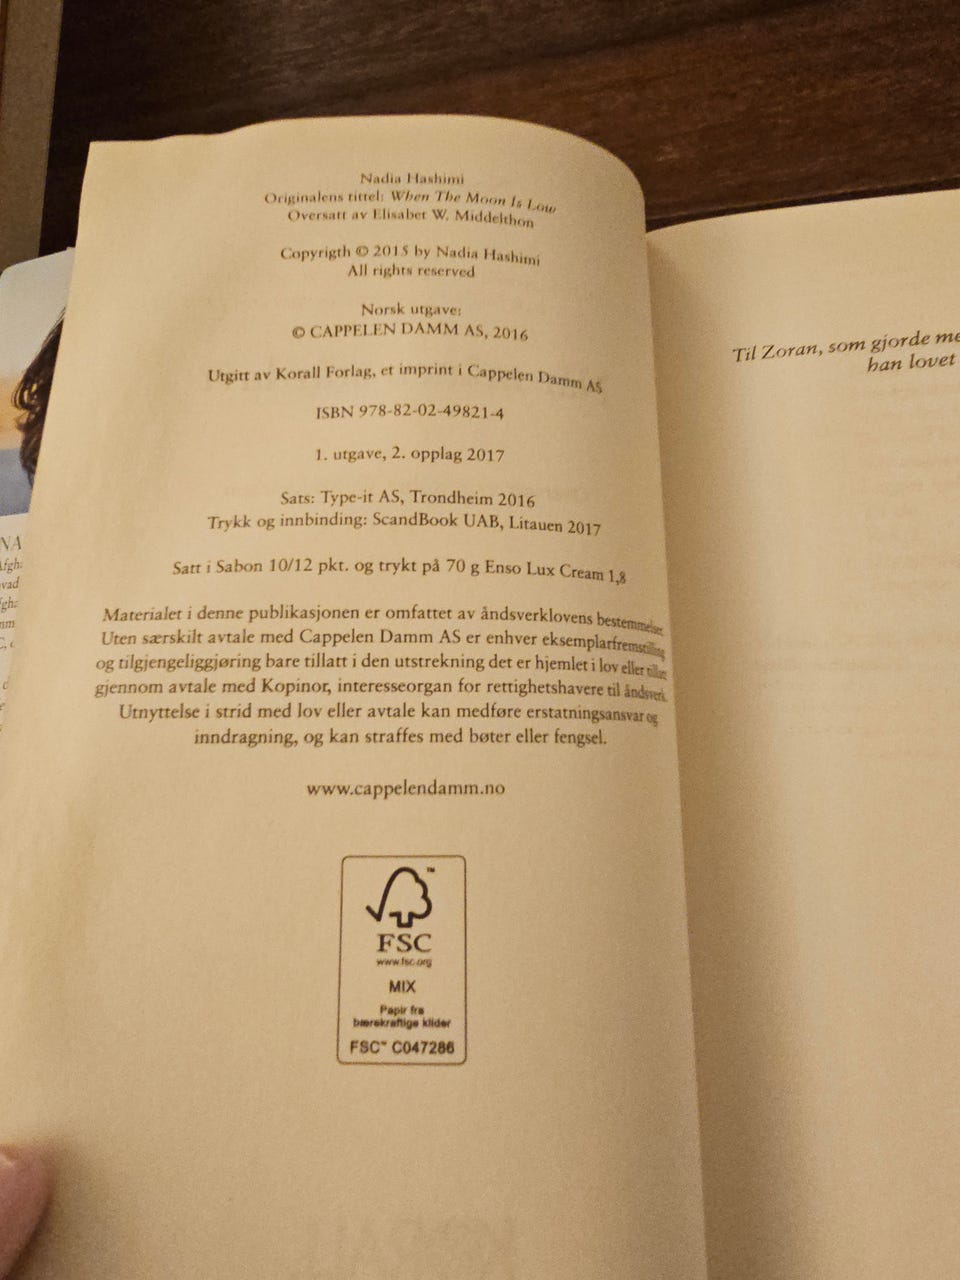 Nadia Hashimi
Originalens tittel: When The Moon Is Low
Oversatt av Elisabet W. Middelthon
Copyrigth © 2015 by Nadia Hashimi
All rights reserved
Norsk utgave:
© CAPPELEN DAMM AS, 2016
Utgitt av Korall Forlag, et imprint i Cappelen Damm AS
ISBN 978-82-02-49821-4
1. utgave, 2. opplag 2017
Sats: Type-it AS, Trondheim 2016
Trykk og innbinding: ScandBook UAB, Litauen 2017
Satt i Sabon 10/12 pkt. og trykt på 70 g Enso Lux Cream 1,8
Materialet i denne publikasjonen er omfattet av åndsverklovens bestemmelser.
Uten særskilt avtale med Cappelen Damm AS er enhver eksemplarfremstilling
og tilgjengeliggjøring bare tillatt i den utstrekning det er hjemlet i lov eller tillatt
gjennom avtale med Kopinor, interesseorgan for rettighetshavere til åndsverk.
Utnyttelse i strid med lov eller avtale kan medføre erstatningsansvar og
inndragning, og kan straffes med bøter eller fengsel.
www.cappelendamm.no
FSC
www.fsc.org
MIX
Papir fra
bærekraftige kilder
FSC™ C047286
Til Zoran, som gjorde me
han lovet